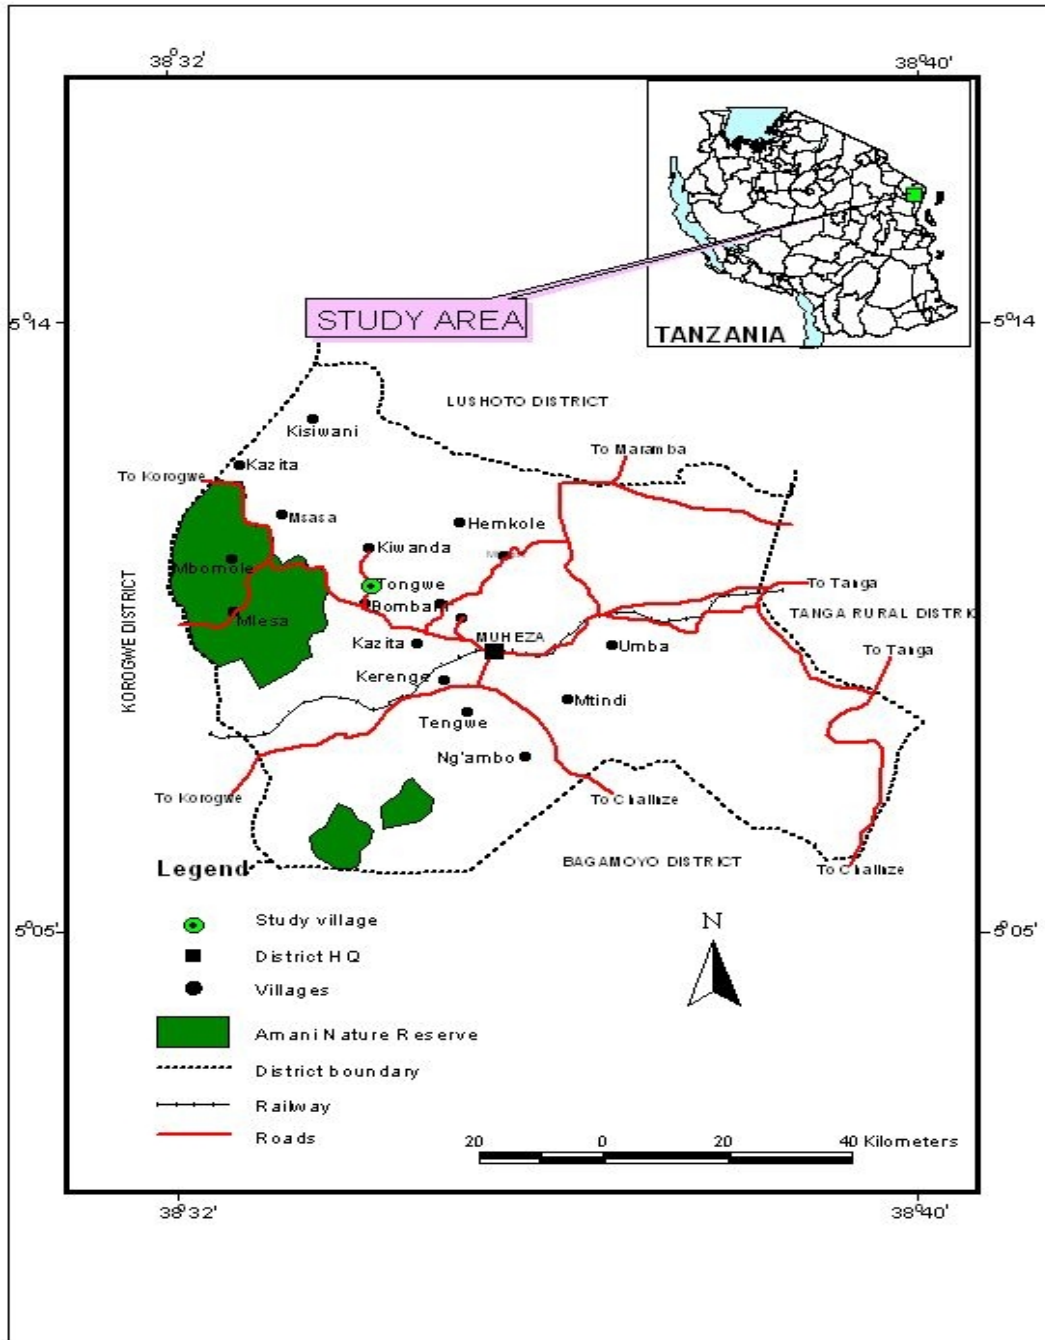 38°32'
38°40'
STUDY AREA
TANZANIA
5°14
5°14
LUSHOTO DISTRICT
Kisiwani
To Maramba
Kazita
To Korogwe
Msasa
Hemkole
Kiwanda
Mbomole
Tongwe
To Tanga
Bombani
TANGA RURAL DISTRI
Mlesa
MUHEZA
Kazita
Umba
To Tanga
KOROGWE DISTRICT
Kerenge
Mtindi
Tengwe
Ng'ambo
To Korogwe
To Challize
BAGAMOYO DISTRICT
To Challize
Legend
Study village
N
5°05'
5°05'
District HQ
Villages
Amani Nature Reserve
District boundary
Railway
Roads
20 0 20 40 Kilometers
38°32'
38°40'